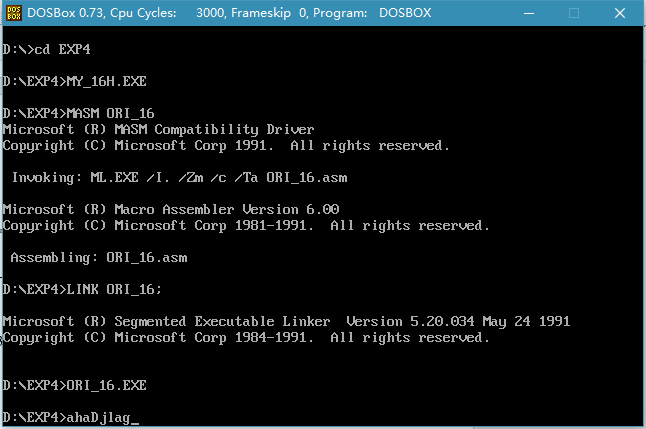 DOSBox 0.73, Cpu Cycles: 3000, Frameskip 0, Program: DOSBOX
D:\>cd EXP4
D:\EXP4>MY_16H.EXE
D:\EXP4>MASM ORI_16
Microsoft (R) MASM Compatibility Driver
Copyright (C) Microsoft Corp 1991. All rights reserved.
Invoking: ML.EXE /I. /Zm /c /Ta ORI_16.asm
Microsoft (R) Macro Assembler Version 6.00
Copyright (C) Microsoft Corp 1981-1991. All rights reserved.
Assembling: ORI_16.asm
D:\EXP4>LINK ORI_16;
Microsoft (R) Segmented Executable Linker Version 5.20.034 May 24 1991
Copyright (C) Microsoft Corp 1984-1991. All rights reserved.
D:\EXP4>ORI_16.EXE
D:\EXP4>ahaDjlag_